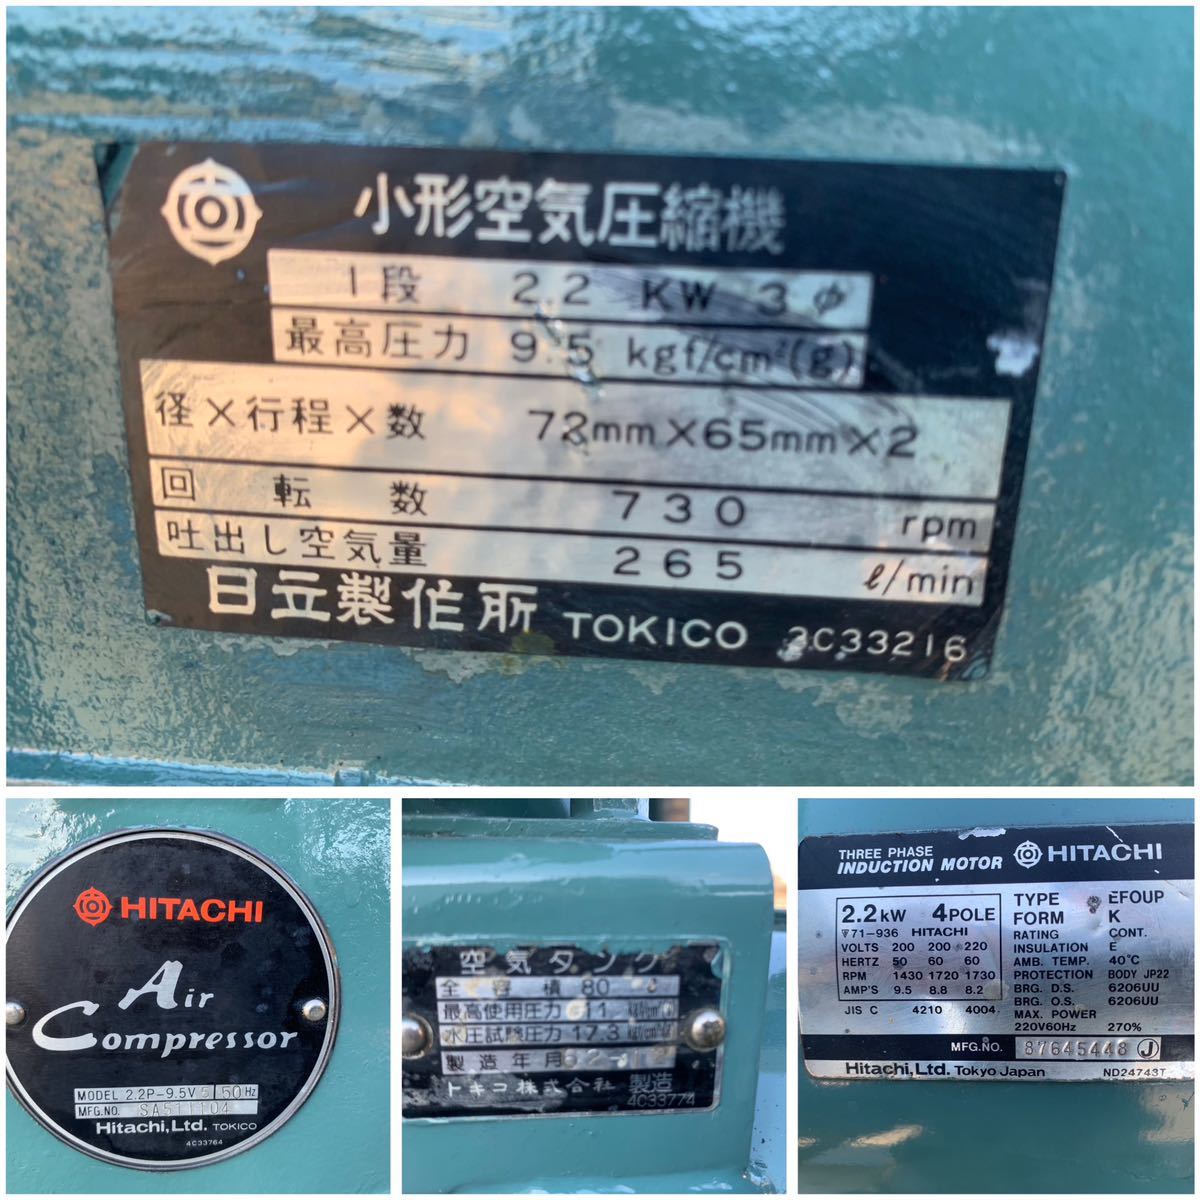 小形空気圧縮機
1段 2.2 KW 3φ
最高圧力 9.5 kgf/cm²(g)
径×行程×数 72mm×65mm×2
回転数 730 rpm
吐出し空気量 265 ℓ/min
日立製作所 TOKICO 3C33216
HITACHI
Air
Compressor
MODEL 2.2P-9.5V5 50Hz
MFG.NO. SA511104
Hitachi,Ltd. TOKICO
4C33764
空気タンク
全容積 80
最高使用圧力 11
水圧試験圧力 17.3
製造年月 62-11
トキコ株式会社 製造
4C33774
THREE PHASE
INDUCTION MOTOR HITACHI
2.2kW 4POLE
71-936 HITACHI
VOLTS 200 200 220
HERTZ 50 60 60
RPM 1430 1720 1730
AMP'S 9.5 8.8 8.2
JIS C 4210 4004
TYPE EFOUP
FORM K
RATING CONT.
INSULATION E
AMB. TEMP. 40°C
PROTECTION BODY JP22
BRG. D.S. 6206UU
BRG. O.S. 6206UU
MAX. POWER
220V60Hz 270%
MFG.NO. 87645448 J
Hitachi,Ltd. Tokyo Japan ND24743T